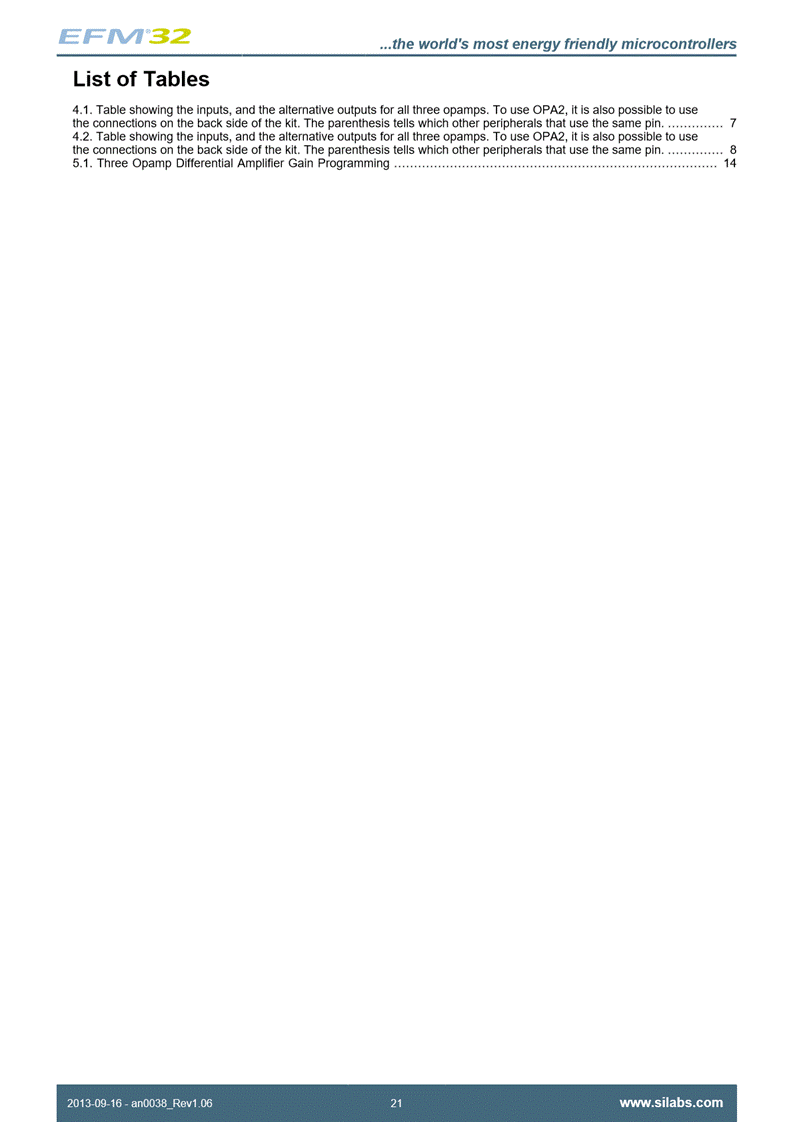 EFM®32
...the world's most energy friendly microcontrollers
List of Tables
4.1. Table showing the inputs, and the alternative outputs for all three opamps. To use OPA2, it is also possible to use
the connections on the back side of the kit. The parenthesis tells which other peripherals that use the same pin. .............. 7
4.2. Table showing the inputs, and the alternative outputs for all three opamps. To use OPA2, it is also possible to use
the connections on the back side of the kit. The parenthesis tells which other peripherals that use the same pin. .............. 8
5.1. Three Opamp Differential Amplifier Gain Programming ................................................................................. 14
2013-09-16 - an0038_Rev1.06
21
www.silabs.com